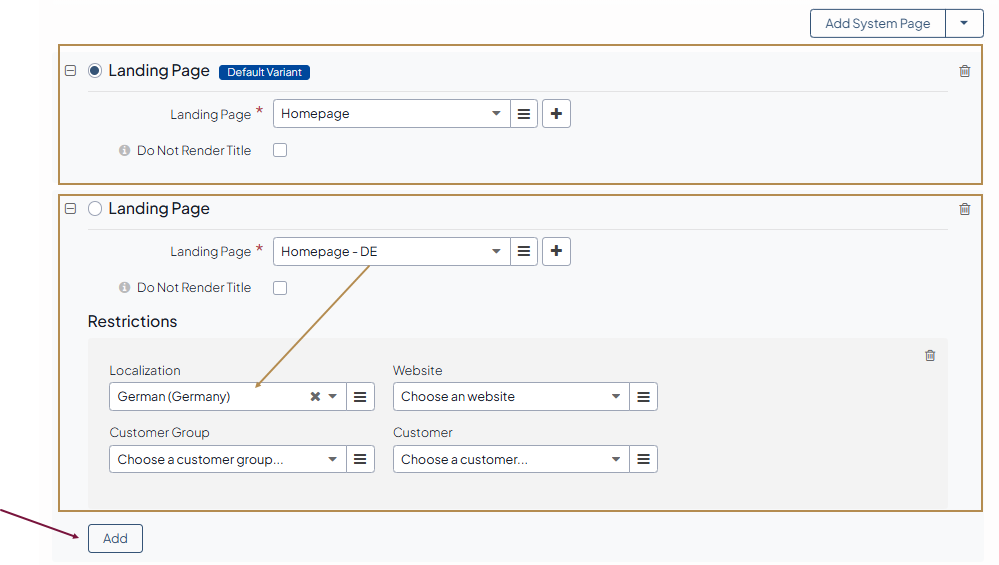 Add System Page
Landing Page Default Variant
Landing Page * Homepage
Do Not Render Title
Landing Page
Landing Page * Homepage - DE
Do Not Render Title
Restrictions
Localization Website
German (Germany) Choose an website
Customer Group Customer
Choose a customer group... Choose a customer...
Add